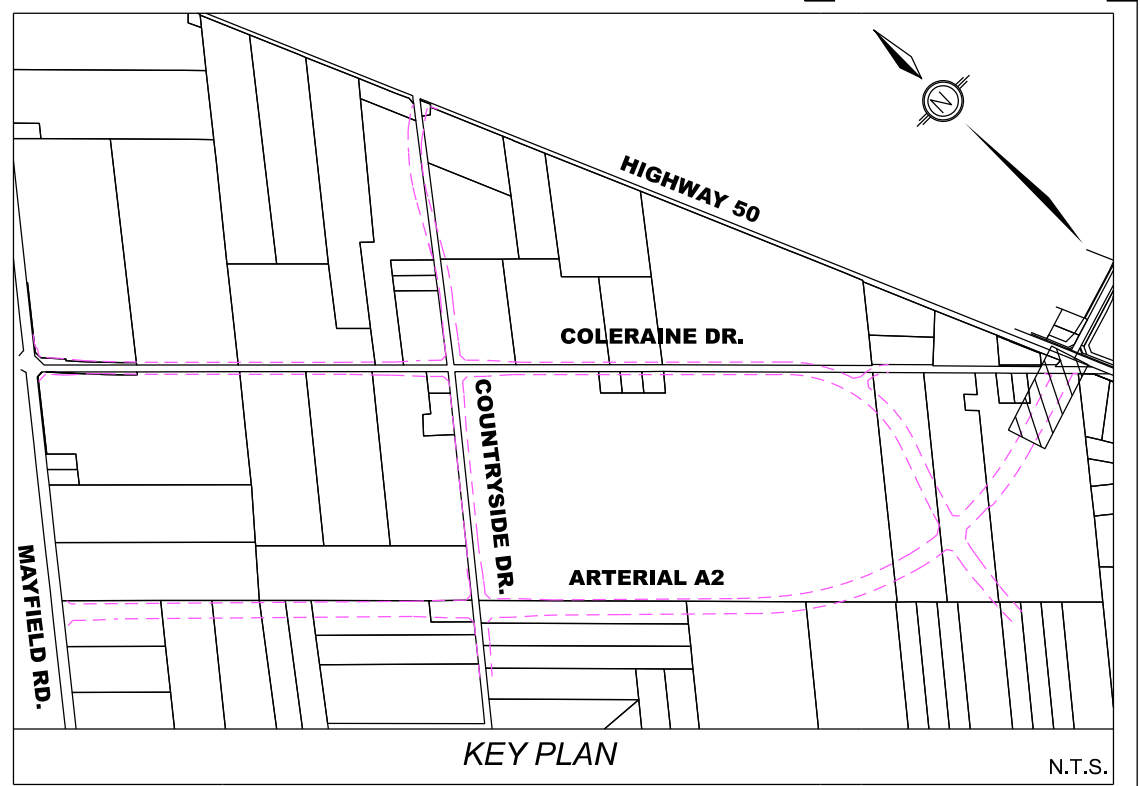 N
HIGHWAY 50
COLERAINE DR.
COUNTRYSIDE DR.
ARTERIAL A2
MAYFIELD RD.
KEY PLAN
N.T.S.